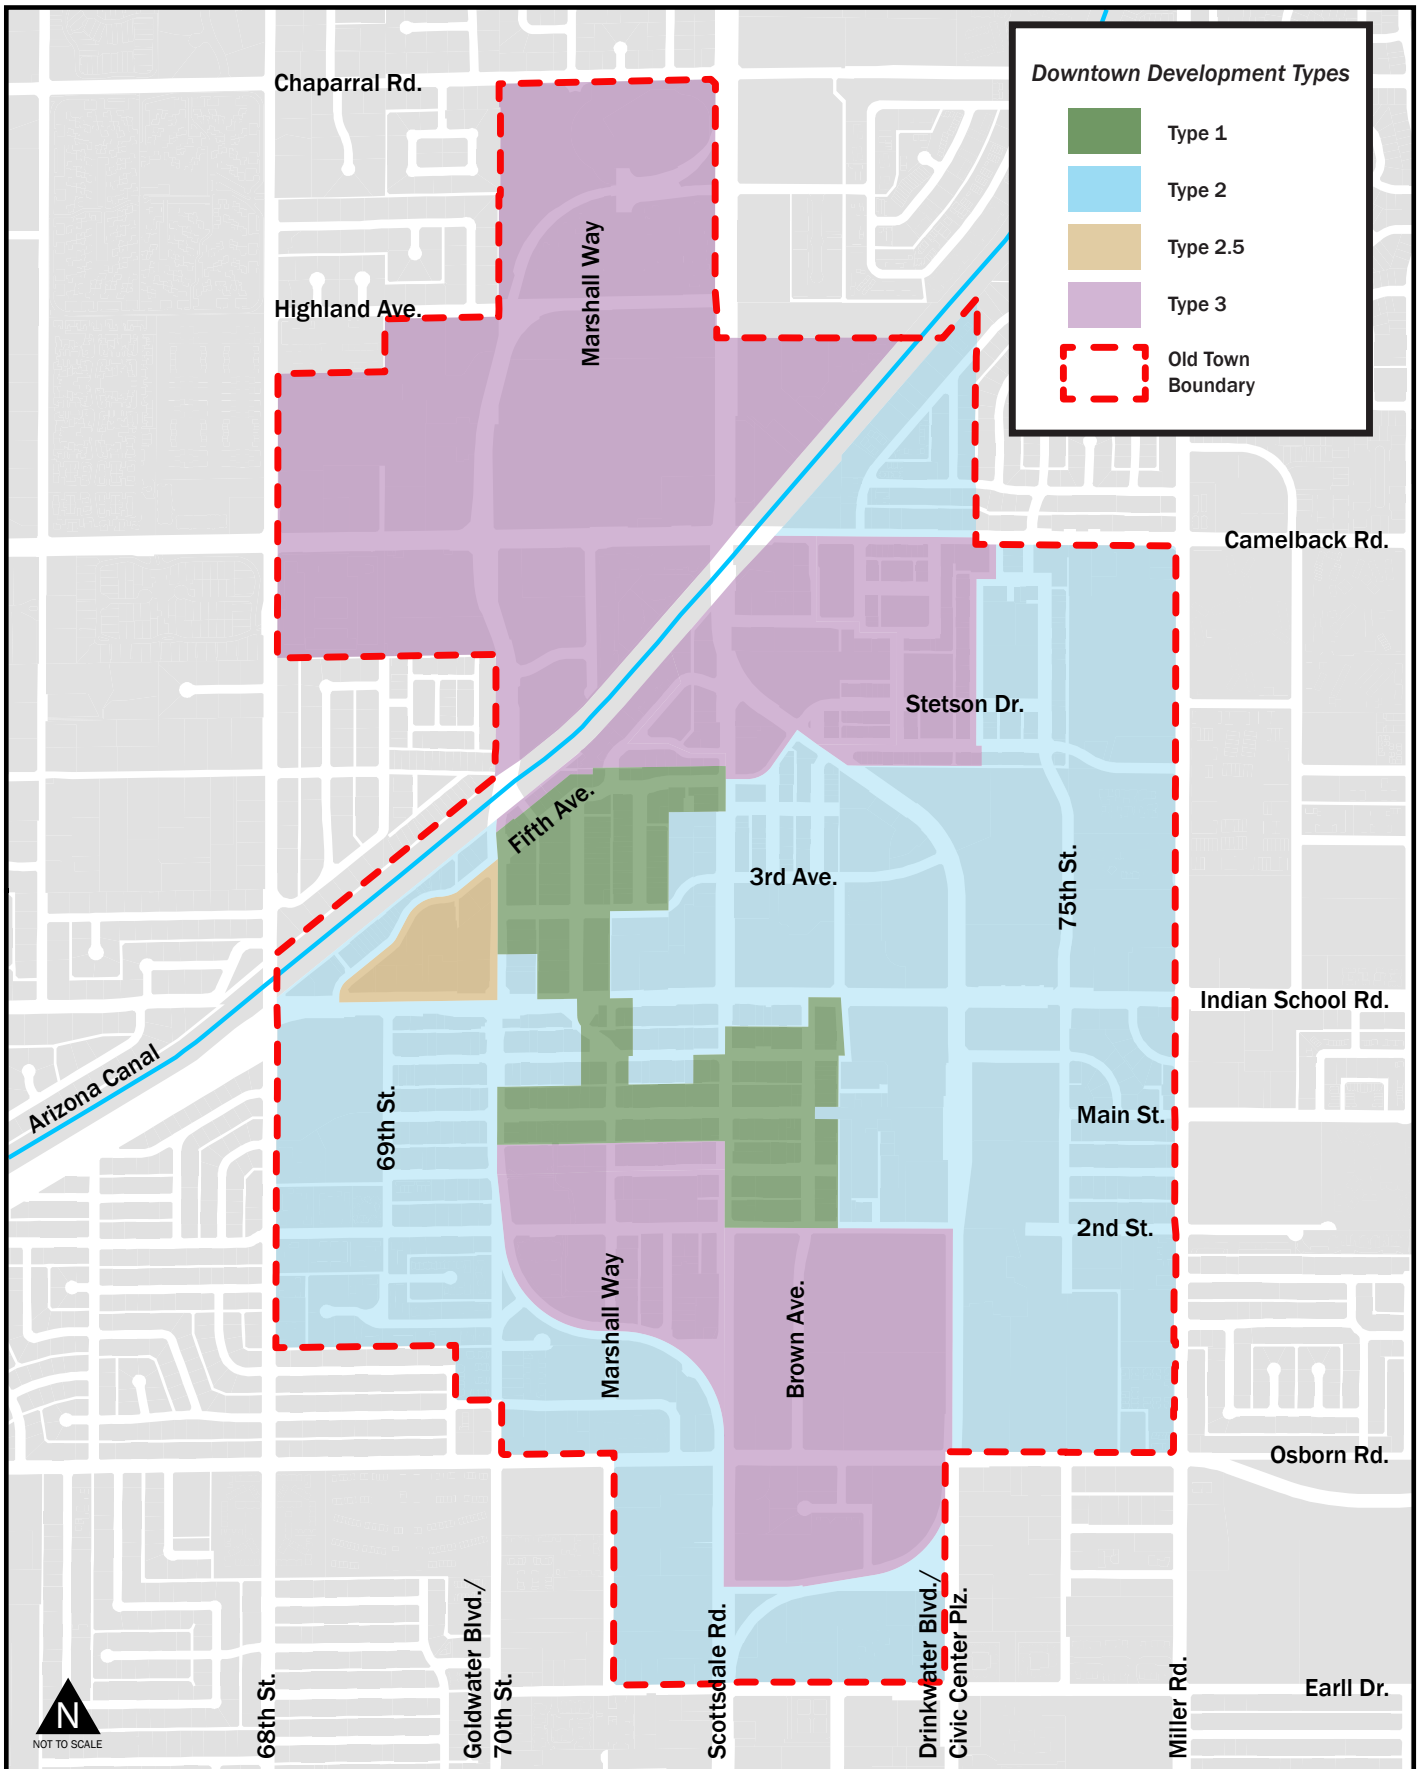 Chaparral Rd.
Downtown Development Types
Type 1
Type 2
Type 2.5
Type 3
Old Town
Boundary
Highland Ave.
Marshall Way
Camelback Rd.
Stetson Dr.
Fifth Ave.
3rd Ave.
75th St.
Indian School Rd.
Arizona Canal
69th St.
Main St.
2nd St.
Marshall Way
Brown Ave.
Osborn Rd.
68th St.
Goldwater Blvd./
70th St.
Scottsdale Rd.
Drinkwater Blvd./
Civic Center Plz.
Miller Rd.
Earll Dr.
N
NOT TO SCALE